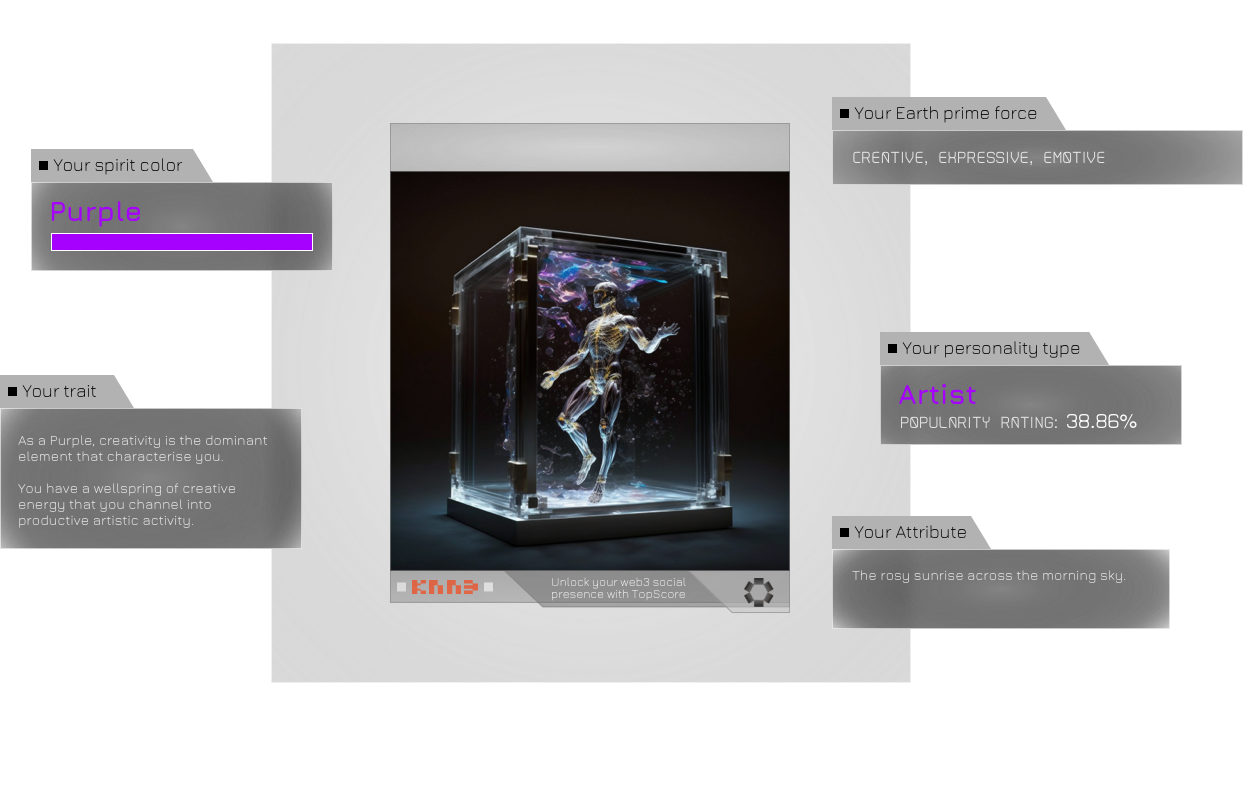 Your Earth prime force
CREATIVE, EXPRESSIVE, EMOTIVE
Your spirit color
Purple
Your personality type
Artist
POPULARITY RATING: 38.86%
Your trait
As a Purple, creativity is the dominant
element that characterise you.
You have a wellspring of creative
energy that you channel into
productive artistic activity.
Your Attribute
The rosy sunrise across the morning sky.
KNN3
Unlock your web3 social
presence with TopScore